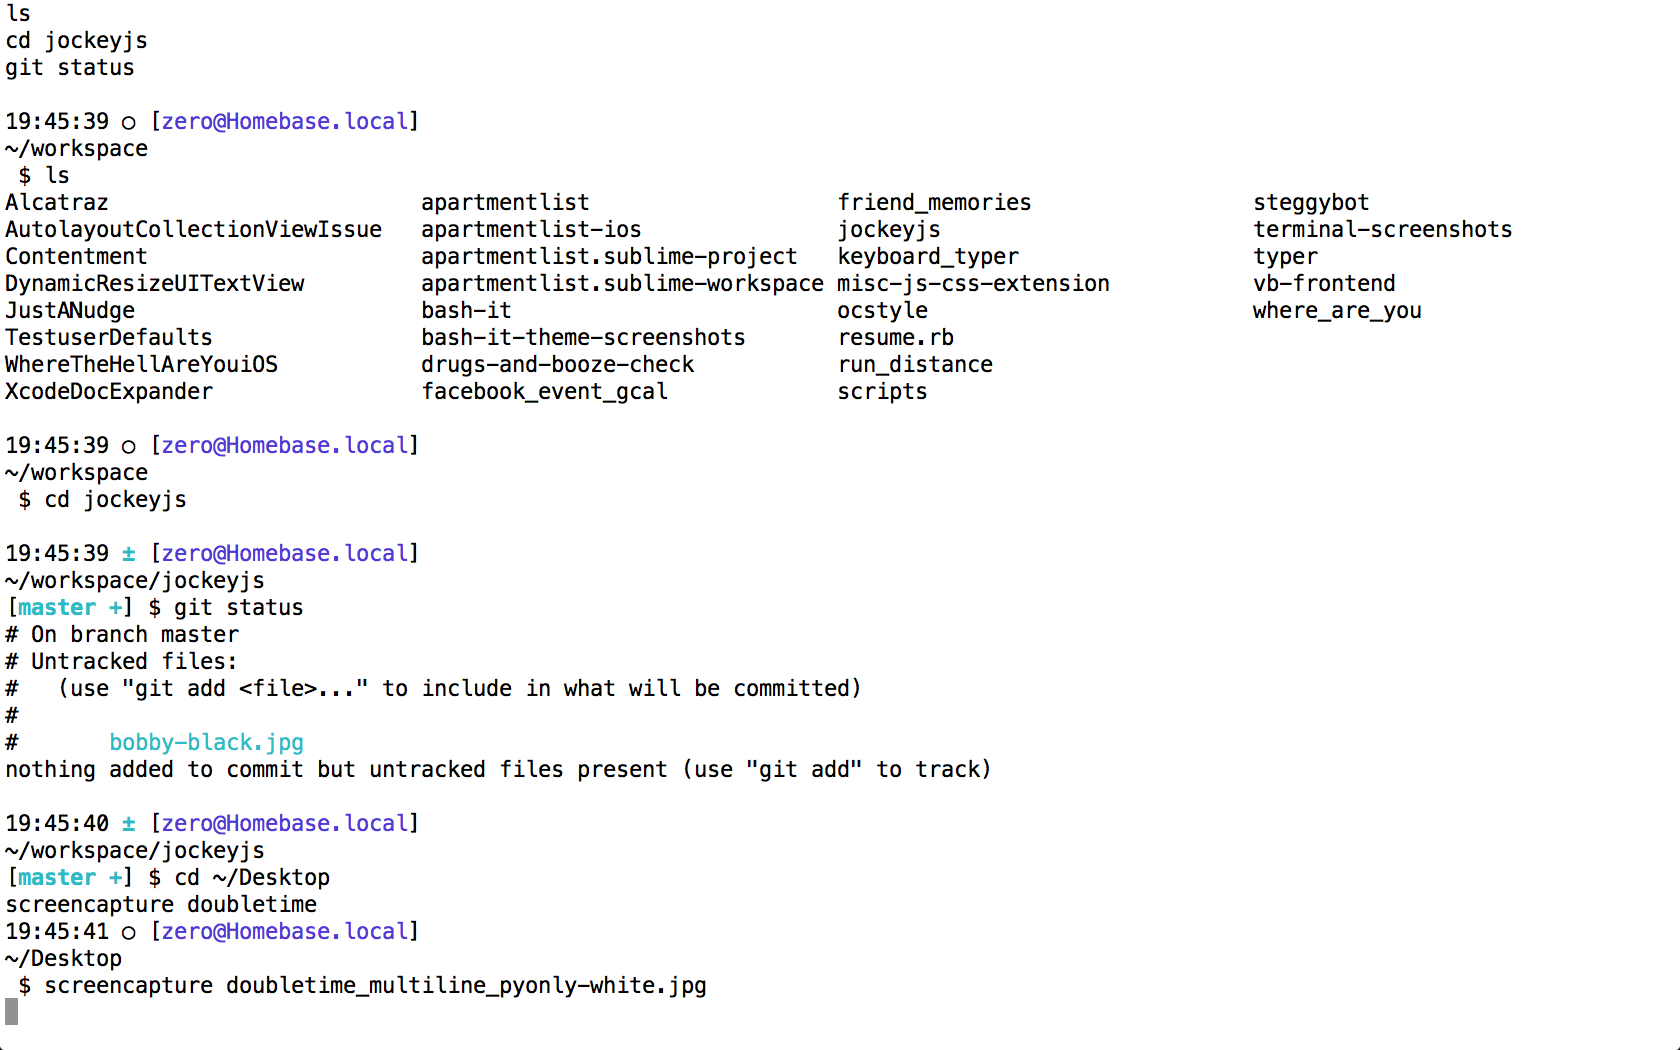 ls
cd jockeyjs
git status

19:45:39 ○ [zero@Homebase.local]
~/workspace
 $ ls
Alcatraz                        apartmentlist                   friend_memories                 steggybot
AutolayoutCollectionViewIssue   apartmentlist-ios               jockeyjs                        terminal-screenshots
Contentment                     apartmentlist.sublime-project   keyboard_typer                  typer
DynamicResizeUITextView         apartmentlist.sublime-workspace misc-js-css-extension           vb-frontend
JustANudge                      bash-it                         ocstyle                         where_are_you
TestuserDefaults                bash-it-theme-screenshots       resume.rb
WhereTheHellAreYouiOS           drugs-and-booze-check           run_distance
XcodeDocExpander                facebook_event_gcal             scripts

19:45:39 ○ [zero@Homebase.local]
~/workspace
 $ cd jockeyjs

19:45:39 ± [zero@Homebase.local]
~/workspace/jockeyjs
[master +] $ git status
# On branch master
# Untracked files:
#   (use "git add <file>..." to include in what will be committed)
#
#       bobby-black.jpg
nothing added to commit but untracked files present (use "git add" to track)

19:45:40 ± [zero@Homebase.local]
~/workspace/jockeyjs
[master +] $ cd ~/Desktop
screencapture doubletime
19:45:41 ○ [zero@Homebase.local]
~/Desktop
 $ screencapture doubletime_multiline_pyonly-white.jpg